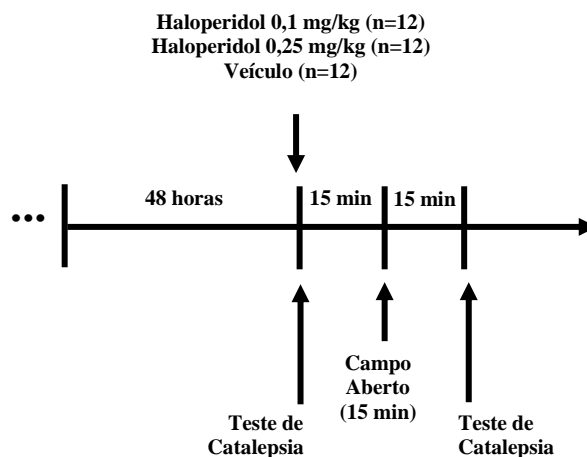 Haloperidol 0,1 mg/kg (n=12)
Haloperidol 0,25 mg/kg (n=12)
Veículo (n=12)
48 horas
15 min
15 min
...
Campo
Aberto
(15 min)
Teste de
Catalepsia
Teste de
Catalepsia